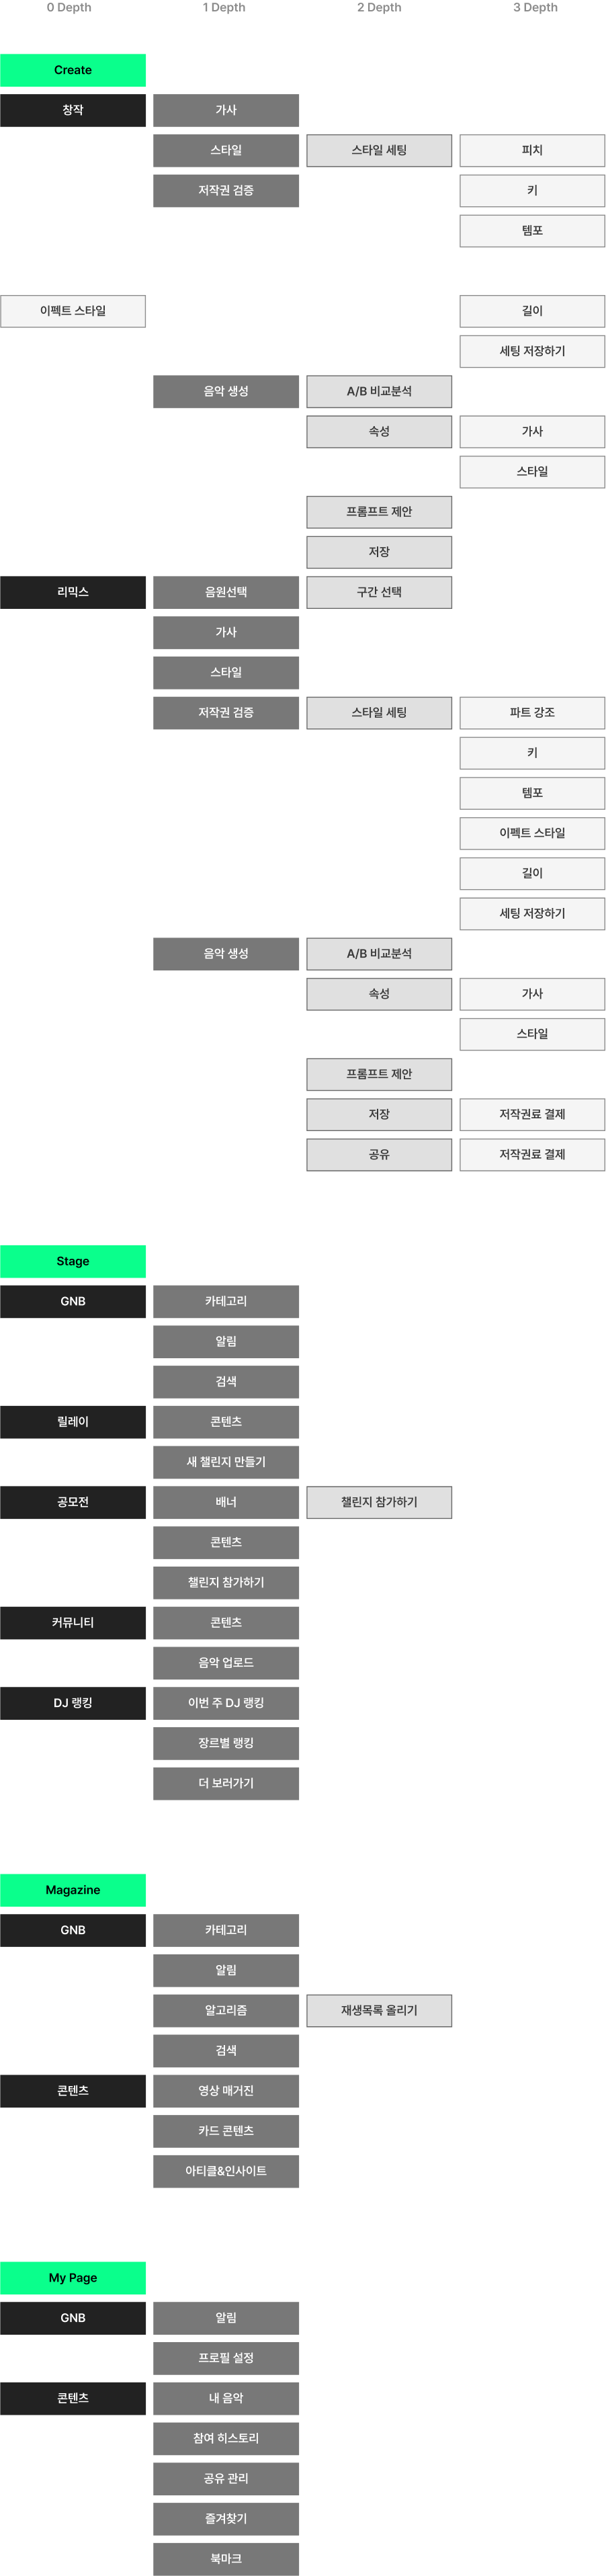 0 Depth 1 Depth 2 Depth 3 Depth
Create
창작 가사
스타일 스타일 세팅 피치
저작권 검증 키
템포
이펙트 스타일 길이
세팅 저장하기
음악 생성 A/B 비교분석
속성 가사
스타일
프롬프트 제안
저장
리믹스 음원선택 구간 선택
가사
스타일
저작권 검증 스타일 세팅 파트 강조
키
템포
이펙트 스타일
길이
세팅 저장하기
음악 생성 A/B 비교분석
속성 가사
스타일
프롬프트 제안
저장 저작권료 결제
공유 저작권료 결제
Stage
GNB 카테고리
알림
검색
릴레이 콘텐츠
새 챌린지 만들기
공모전 배너 챌린지 참가하기
콘텐츠
챌린지 참가하기
커뮤니티 콘텐츠
음악 업로드
DJ 랭킹 이번 주 DJ 랭킹
장르별 랭킹
더 보러가기
Magazine
GNB 카테고리
알림
알고리즘 재생목록 올리기
검색
콘텐츠 영상 매거진
카드 콘텐츠
아티클&인사이트
My Page
GNB 알림
프로필 설정
콘텐츠 내 음악
참여 히스토리
공유 관리
즐겨찾기
북마크